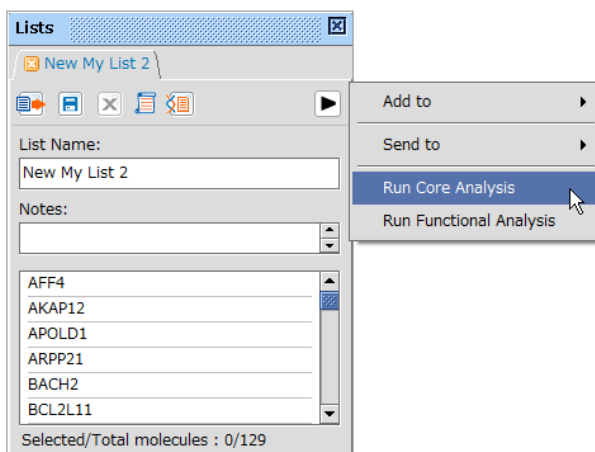 Lists
New My List 2
List Name:
New My List 2
Notes:
AFF4
AKAP12
APOLD1
ARPP21
BACH2
BCL2L11
Selected/Total molecules : 0/129
Add to
Send to
Run Core Analysis
Run Functional Analysis